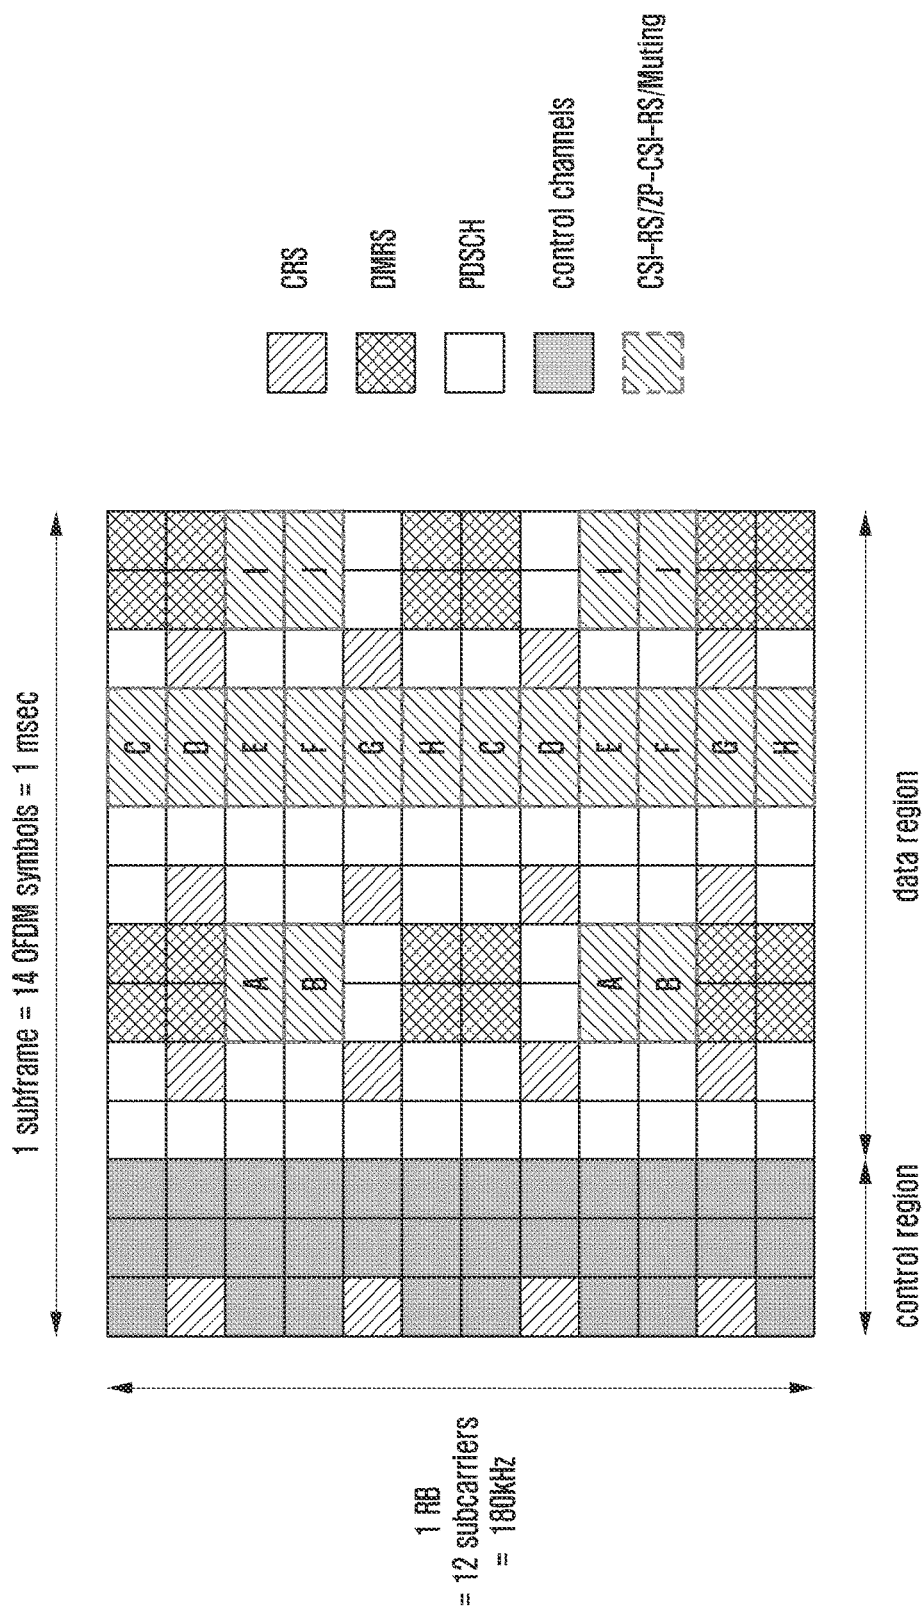 1 subframe = 14 OFDM symbols = 1 msec
1 RB
= 12 subcarriers
= 180kHz
C
D
E
F
G
H
C
D
E
F
G
H
A
B
A
B
I
J
I
J
control region
data region
CRS
DMRS
PDSCH
control channels
CSI-RS/ZP-CSI-RS/Muting